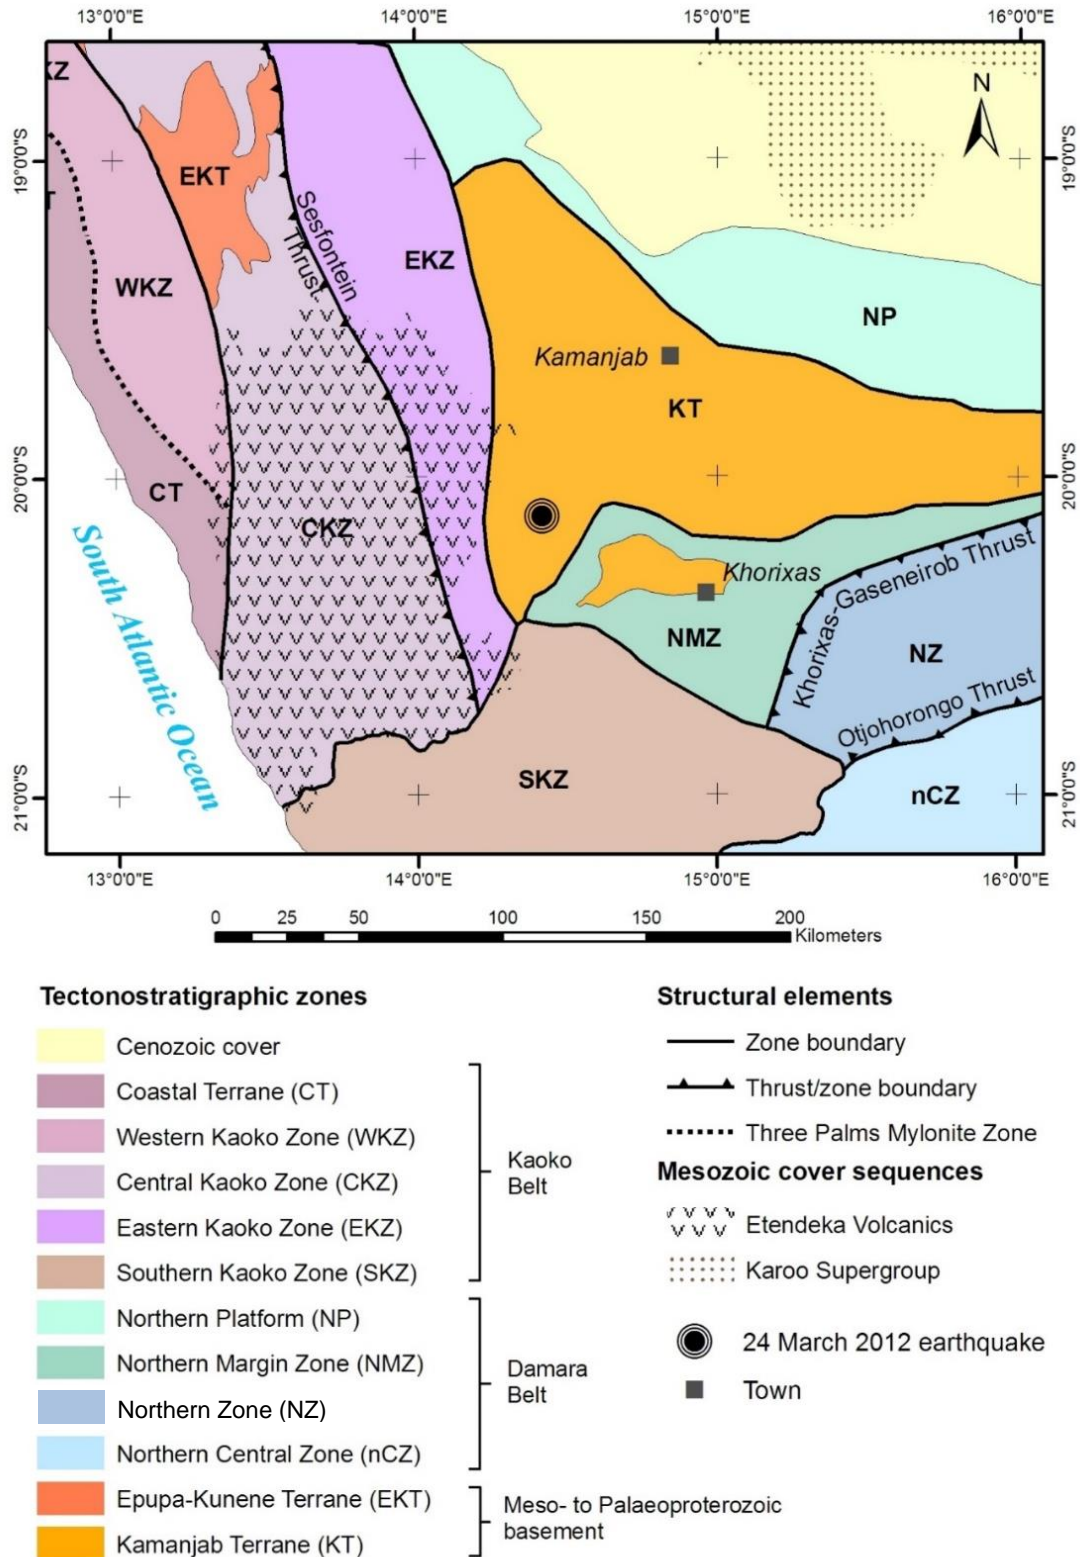 13°0'0"E 14°0'0"E 15°0'0"E 16°0'0"E
KZ
N
19°0'0"S
19°0'0"S
EKT
T
Sesfontein
Thrust
EKZ
WKZ
NP
Kamanjab
KT
20°0'0"S
20°0'0"S
CT
CKZ
Khorixas
Khorixas-Gaseneirob Thrust
NMZ
NZ
South Atlantic Ocean
Otjohorongo Thrust
SKZ
nCZ
21°0'0"S
21°0'0"S
13°0'0"E 14°0'0"E 15°0'0"E 16°0'0"E
0 25 50 100 150 200
Kilometers
Tectonostratigraphic zones
Cenozoic cover
Coastal Terrane (CT)
Western Kaoko Zone (WKZ)
Central Kaoko Zone (CKZ)
Eastern Kaoko Zone (EKZ)
Southern Kaoko Zone (SKZ)
Kaoko
Belt
Northern Platform (NP)
Northern Margin Zone (NMZ)
Northern Zone (NZ)
Northern Central Zone (nCZ)
Damara
Belt
Epupa-Kunene Terrane (EKT)
Kamanjab Terrane (KT)
Meso- to Palaeoproterozoic
basement
Structural elements
Zone boundary
Thrust/zone boundary
Three Palms Mylonite Zone
Mesozoic cover sequences
Etendeka Volcanics
Karoo Supergroup
24 March 2012 earthquake
Town